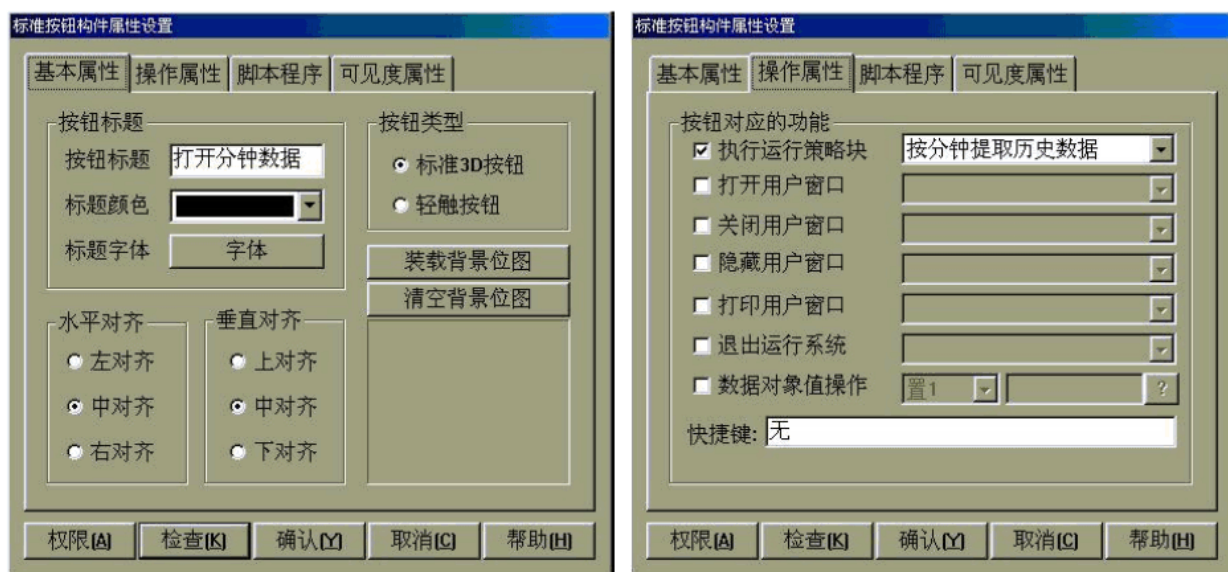 标准按钮构件属性设置
基本属性 操作属性 脚本程序 可见度属性
按钮标题
按钮标题 打开分钟数据
标题颜色
标题字体 字体
按钮类型
标准3D按钮
轻触按钮
装载背景位图
清空背景位图
水平对齐
左对齐
中对齐
右对齐
垂直对齐
上对齐
中对齐
下对齐
权限(A) 检查(K) 确认(Y) 取消(C) 帮助(H)
标准按钮构件属性设置
基本属性 操作属性 脚本程序 可见度属性
按钮对应的功能
执行运行策略块 按分钟提取历史数据
打开用户窗口
关闭用户窗口
隐藏用户窗口
打印用户窗口
退出运行系统
数据对象值操作 置1 ?
快捷键: 无
权限(A) 检查(K) 确认(Y) 取消(C) 帮助(H)